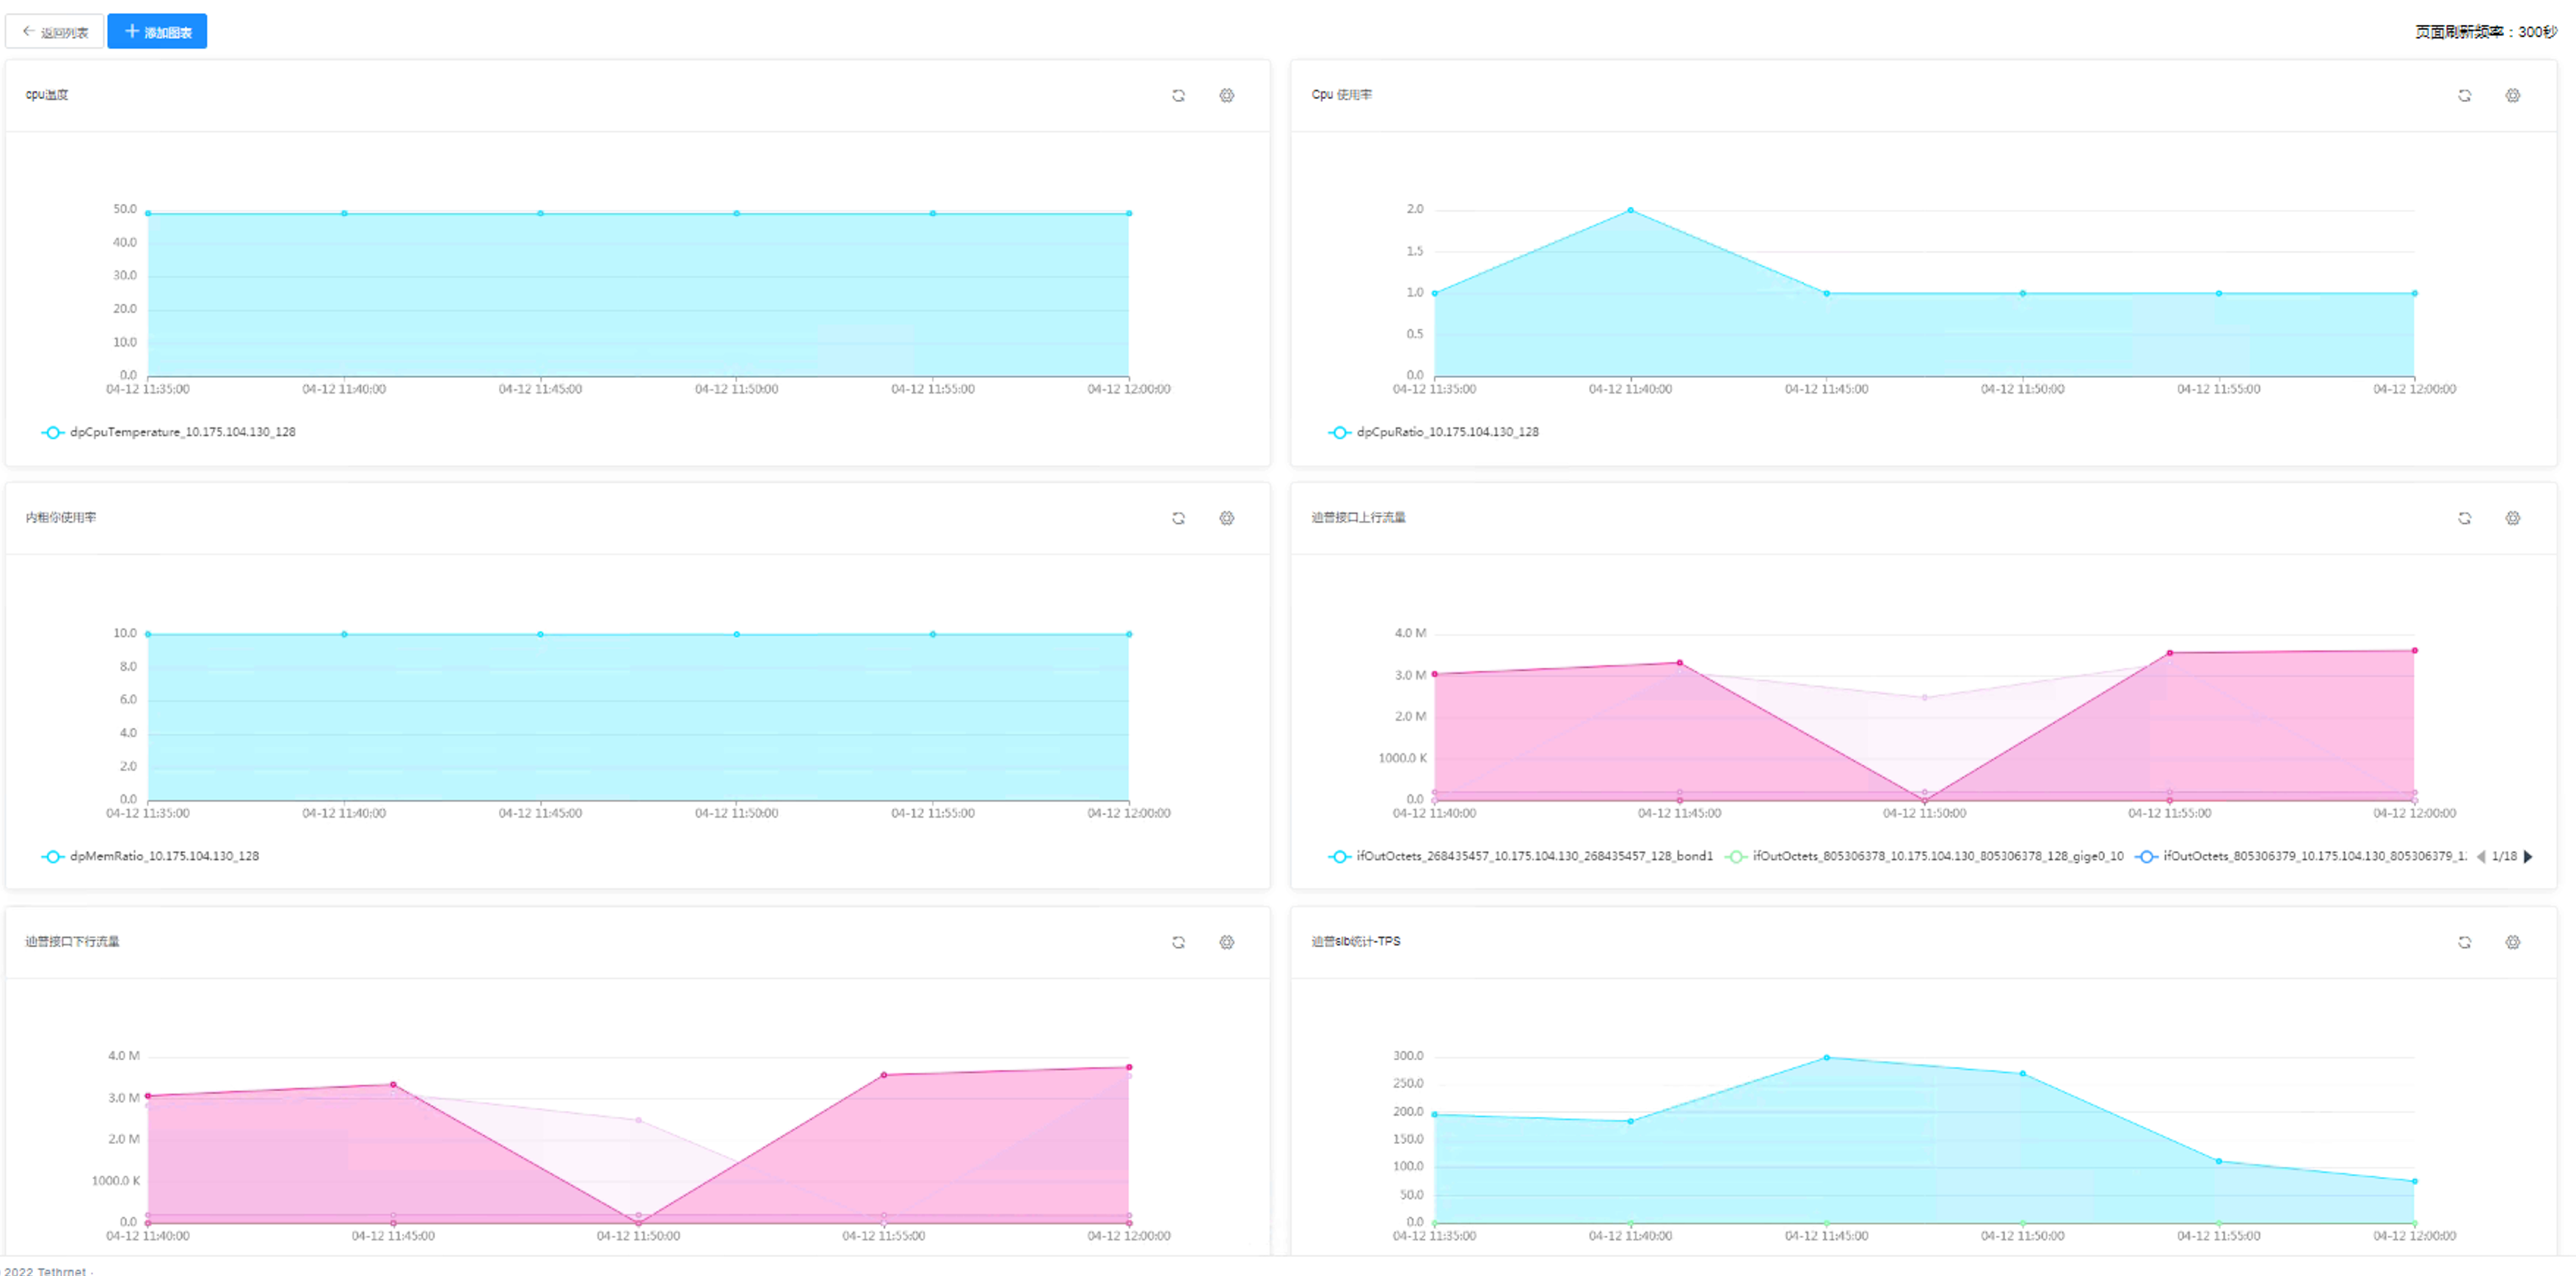 返回列表
添加图表
页面刷新频率：300秒
cpu温度
50.0
40.0
30.0
20.0
10.0
0.0
04-12 11:35:00 04-12 11:40:00 04-12 11:45:00 04-12 11:50:00 04-12 11:55:00 04-12 12:00:00
dpCpuTemperature_10.175.104.130_128
Cpu 使用率
2.0
1.5
1.0
0.5
0.0
04-12 11:35:00 04-12 11:40:00 04-12 11:45:00 04-12 11:50:00 04-12 11:55:00 04-12 12:00:00
dpCpuRatio_10.175.104.130_128
内粗你使用率
10.0
8.0
6.0
4.0
2.0
0.0
04-12 11:35:00 04-12 11:40:00 04-12 11:45:00 04-12 11:50:00 04-12 11:55:00 04-12 12:00:00
dpMemRatio_10.175.104.130_128
迪普接口上行流量
4.0 M
3.0 M
2.0 M
1000.0 K
0.0
04-12 11:40:00 04-12 11:45:00 04-12 11:50:00 04-12 11:55:00 04-12 12:00:00
ifOutOctets_268435457_10.175.104.130_268435457_128_bond1 ifOutOctets_805306378_10.175.104.130_805306378_128_gige0_10 ifOutOctets_805306379_10.175.104.130_805306379_1 1/18
迪普接口下行流量
4.0 M
3.0 M
2.0 M
1000.0 K
0.0
04-12 11:40:00 04-12 11:45:00 04-12 11:50:00 04-12 11:55:00 04-12 12:00:00
迪普slb统计-TPS
300.0
250.0
200.0
150.0
100.0
50.0
0.0
04-12 11:35:00 04-12 11:40:00 04-12 11:45:00 04-12 11:50:00 04-12 11:55:00 04-12 12:00:00
2022 Tethrnet ·